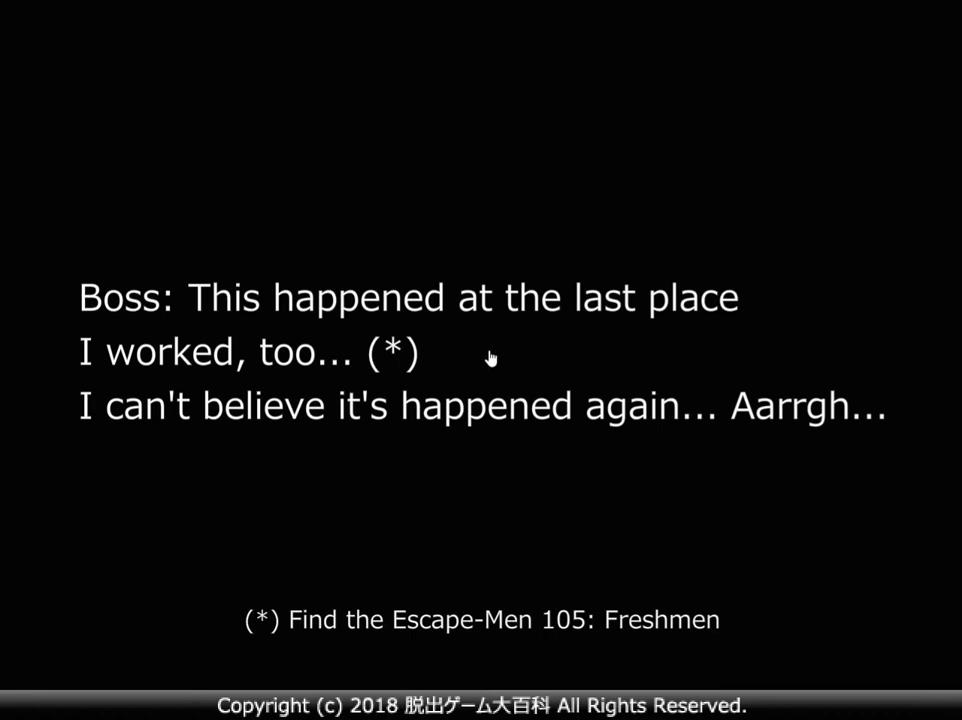 Boss: This happened at the last place
I worked, too... (*)
I can't believe it's happened again... Aarrgh...
(*) Find the Escape-Men 105: Freshmen
Copyright (c) 2018 脱出ゲーム大百科 All Rights Reserved.